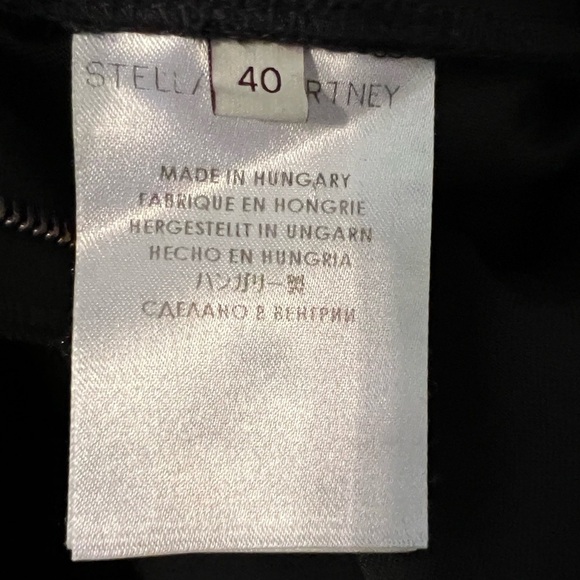 STELL
40
RTNEY
MADE IN HUNGARY
FABRIQUE EN HONGRIE
HERGESTELLT IN UNGARN
HECHO EN HUNGRIA
ハンガリー製
СДЕЛАНО В ВЕНГРИИ